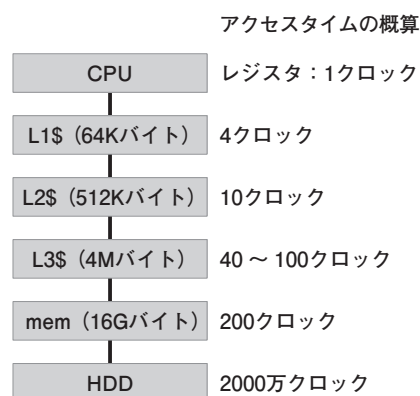 アクセスタイムの概算
CPU レジスタ：1クロック
L1$（64Kバイト） 4クロック
L2$（512Kバイト） 10クロック
L3$（4Mバイト） 40 ～ 100クロック
mem（16Gバイト） 200クロック
HDD 2000万クロック